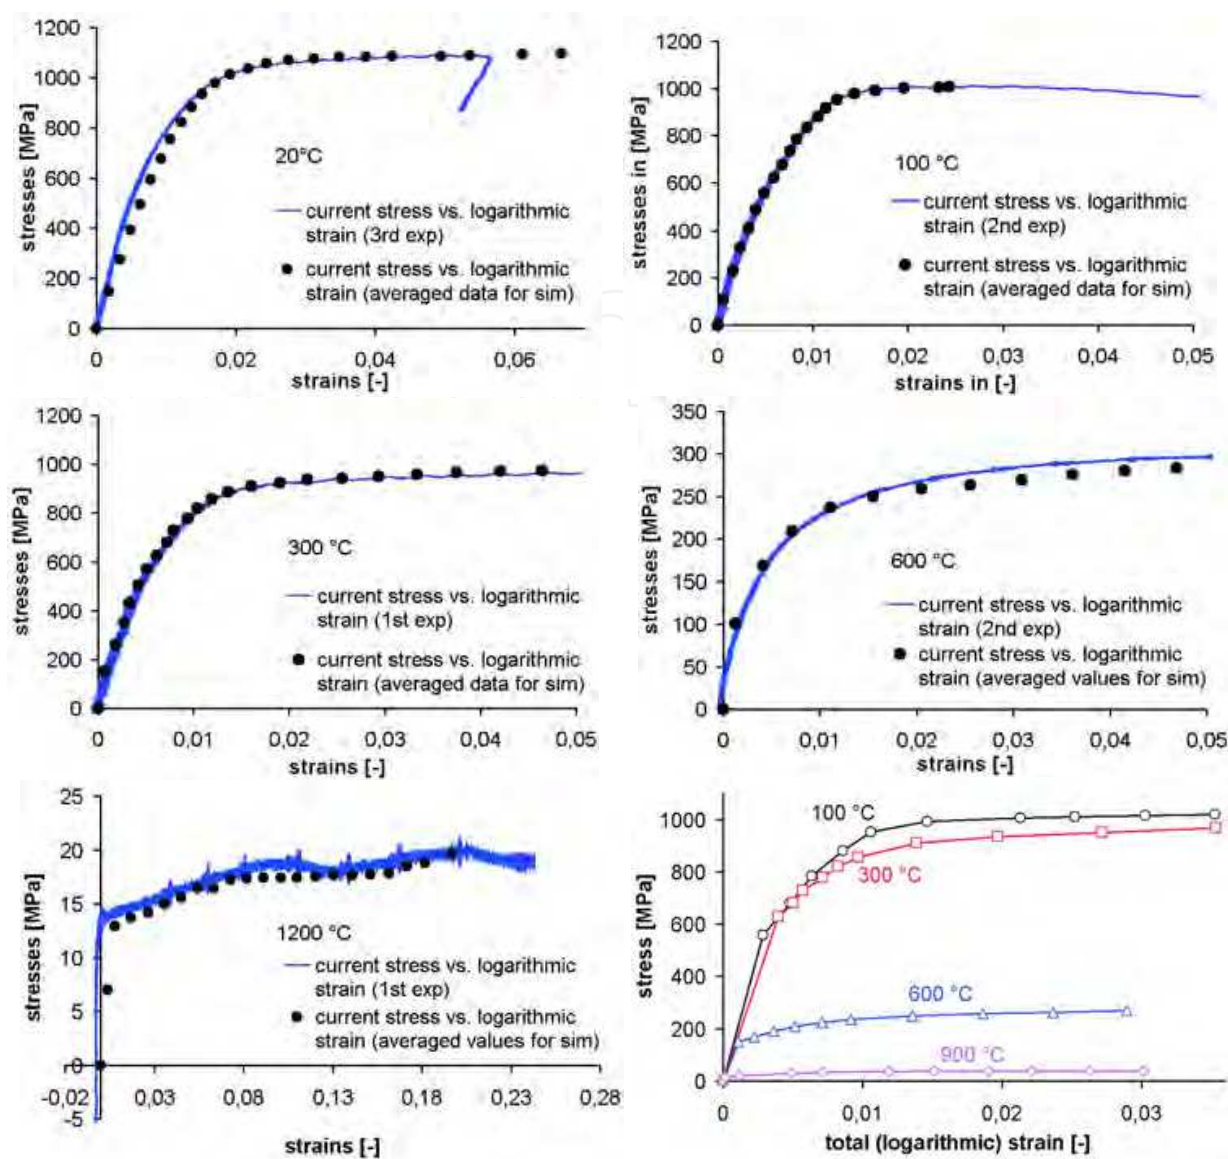 1200
1000
800
600
400
200
0
stresses [MPa]
20°C
current stress vs. logarithmic
strain (3rd exp)
current stress vs. logarithmic
strain (averaged data for sim)
0 0,02 0,04 0,06
strains [-]
1200
1000
800
600
400
200
0
stresses in [MPa]
100 °C
current stress vs. logarithmic
strain (2nd exp)
current stress vs. logarithmic
strain (averaged data for sim)
0 0,01 0,02 0,03 0,04 0,05
strains in [-]
1200
1000
800
600
400
200
0
stresses [MPa]
300 °C
current stress vs. logarithmic
strain (1st exp)
current stress vs. logarithmic
strain (averaged data for sim)
0 0,01 0,02 0,03 0,04 0,05
strains [-]
350
300
250
200
150
100
50
0
stresses [MPa]
600 °C
current stress vs. logarithmic
strain (2nd exp)
current stress vs. logarithmic
strain (averaged values for sim)
0 0,01 0,02 0,03 0,04 0,05
strains [-]
25
20
15
10
5
0
-5
stresses [MPa]
1200 °C
current stress vs. logarithmic
strain (1st exp)
current stress vs. logarithmic
strain (averaged values for sim)
-0,02 0,03 0,08 0,13 0,18 0,23 0,28
strains [-]
1000
800
600
400
200
0
stress [MPa]
100 °C
300 °C
600 °C
900 °C
0 0,01 0,02 0,03
total (logarithmic) strain [-]